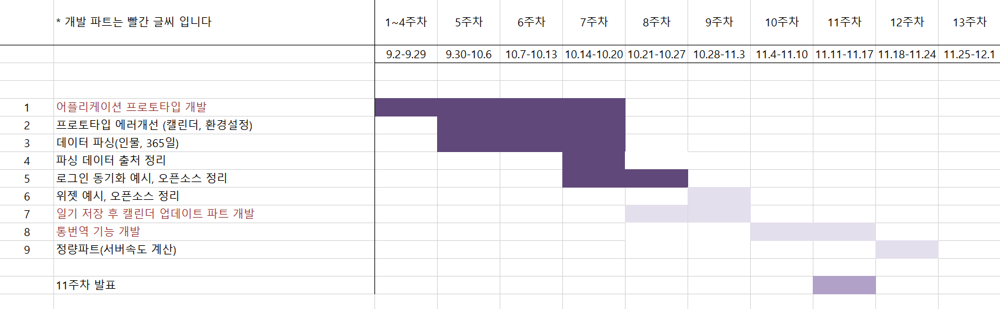 * 개발 파트는 빨간 글씨 입니다 1~4주차 5주차 6주차 7주차 8주차 9주차 10주차 11주차 12주차 13주차
9.2-9.29 9.30-10.6 10.7-10.13 10.14-10.20 10.21-10.27 10.28-11.3 11.4-11.10 11.11-11.17 11.18-11.24 11.25-12.1
1 어플리케이션 프로토타입 개발
2 프로토타입 에러개선 (캘린더, 환경설정)
3 데이터 파싱(인물, 365일)
4 파싱 데이터 출처 정리
5 로그인 동기화 예시, 오픈소스 정리
6 위젯 예시, 오픈소스 정리
7 일기 저장 후 캘린더 업데이트 파트 개발
8 통번역 기능 개발
9 정량파트(서버속도 계산)
11주차 발표